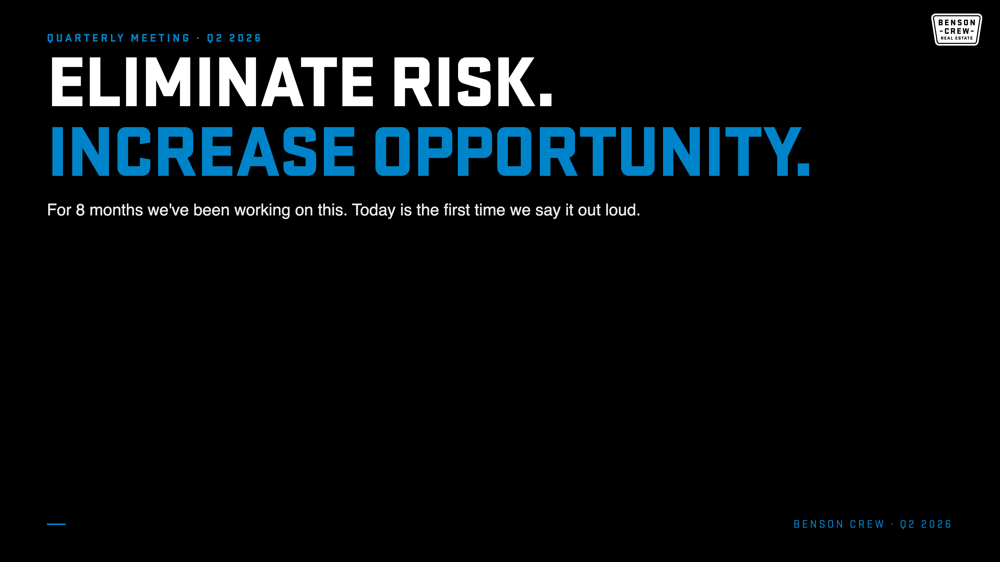 BENSON
-CREW-
REAL ESTATE
QUARTERLY MEETING · Q2 2026
ELIMINATE RISK.
INCREASE OPPORTUNITY.
For 8 months we've been working on this. Today is the first time we say it out loud.
BENSON CREW · Q2 2026